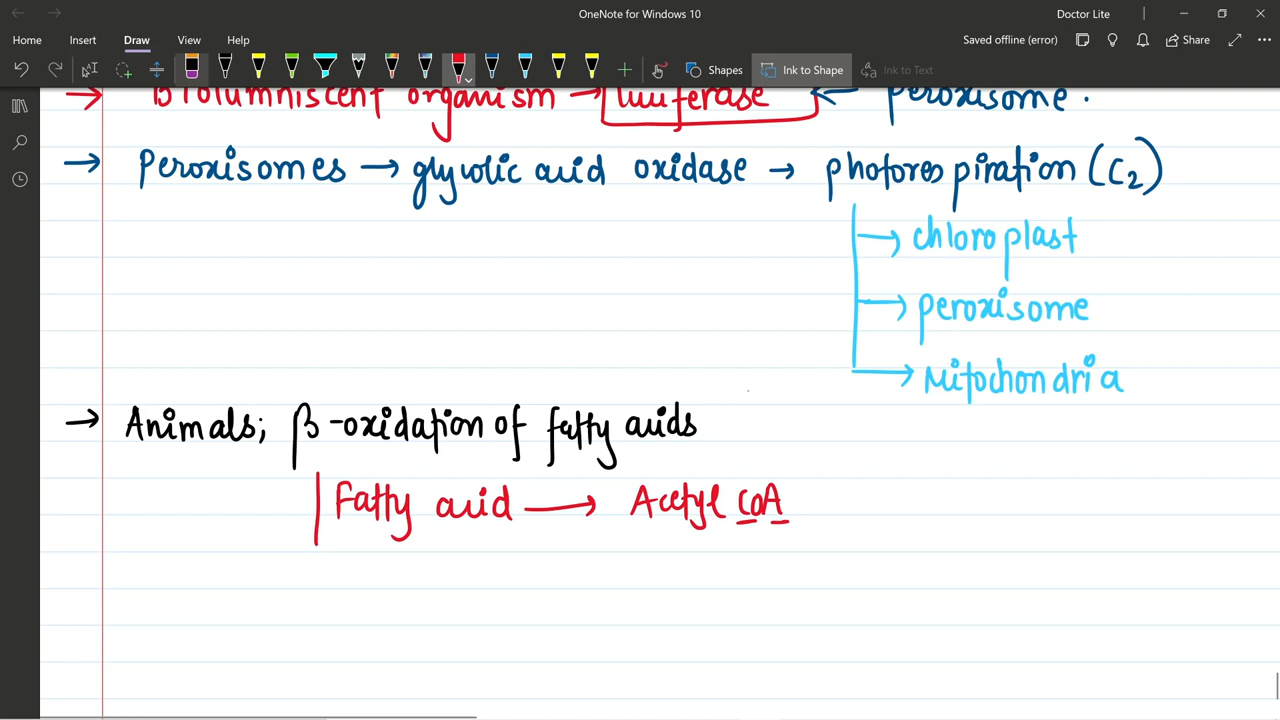 OneNote for Windows 10
Doctor Lite
Home Insert Draw View Help
Saved offline (error) Share
Shapes Ink to Shape Ink to Text
→ Biolumniscent organism → luciferase ← peroxisome.
→ Peroxisomes → glycolic acid oxidase → photorespiration (C2)
→ chloroplast
→ peroxisome
→ Mitochondria
→ Animals; β-oxidation of fatty acids
Fatty acid → Acetyl CoA